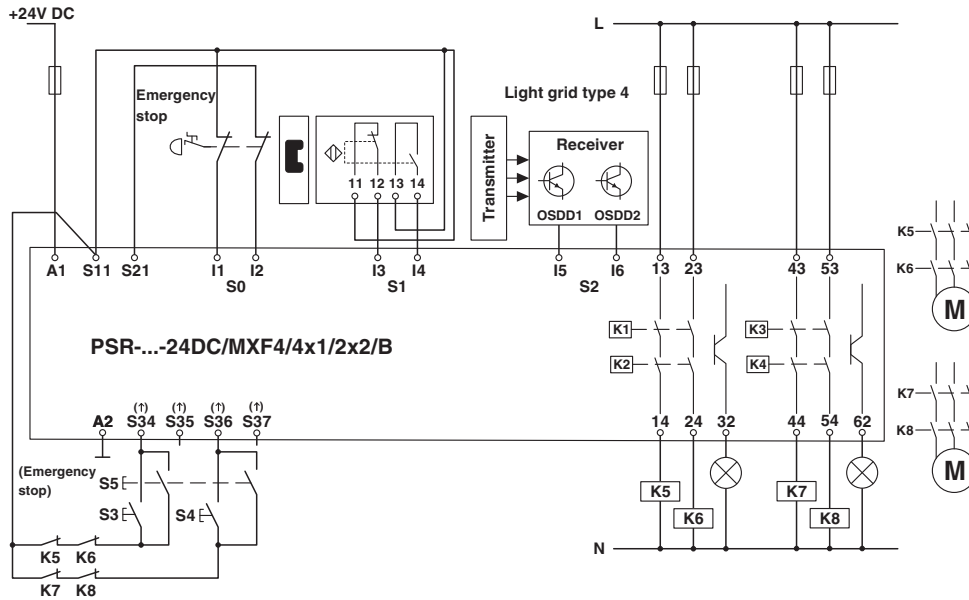 +24V DC
L
Emergency
stop
Light grid type 4
Transmitter
Receiver
11 12 13 14
OSDD1 OSDD2
K5
K6
M
A1 S11 S21 I1 I2 I3 I4 I5 I6 13 23 43 53
S0 S1 S2
K1 K3
K2 K4
PSR-...-24DC/MXF4/4x1/2x2/B
K7
K8
M
(↑) (↑) (↑) (↑)
A2 S34 S35 S36 S37 14 24 32 44 54 62
(Emergency
stop)
S5
S3 S4
K5 K7
K6 K8
N
K5 K6
K7 K8